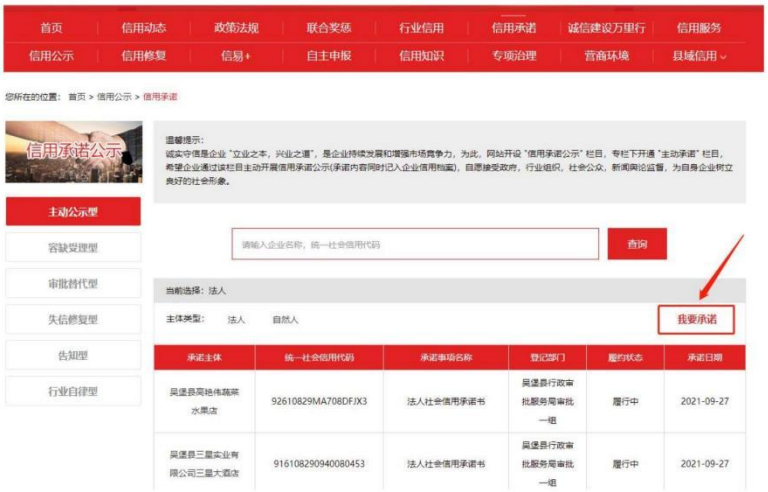 首页 信用动态 政策法规 联合奖惩 行业信用 信用承诺 诚信建设万里行 信用服务
信用公示 信用修复 信易+ 自主申报 信用知识 专项治理 营商环境 县域信用
您所在的位置: 首页 > 信用公示 > 信用承诺
信用承诺公示
温馨提示:
诚实守信是企业“立业之本,兴业之道”,是企业持续发展和增强市场竞争力,为此,网站开设“信用承诺公示”栏目,专栏下开通“主动承诺”栏目,
希望企业通过该栏目主动开展信用承诺公示(承诺内容同时记入企业信用档案),自愿接受政府,行业组织,社会公众,新闻舆论监督,为自身企业树立
良好的社会形象。
主动公示型
容缺受理型
审批替代型
失信修复型
告知型
行业自律型
请输入企业名称,统一社会信用代码
查询
当前选择: 法人
主体类型: 法人 自然人
我要承诺
承诺主体 统一社会信用代码 承诺事项名称 登记部门 履约状态 承诺日期
吴堡县高艳伟蔬菜
水果店
92610829MA708DFJX3
法人社会信用承诺书
吴堡县行政审
批服务局审批
一组
履行中
2021-09-27
吴堡县三星实业有
限公司三星大酒店
916108290940080453
法人社会信用承诺书
吴堡县行政审
批服务局审批
一组
履行中
2021-09-27